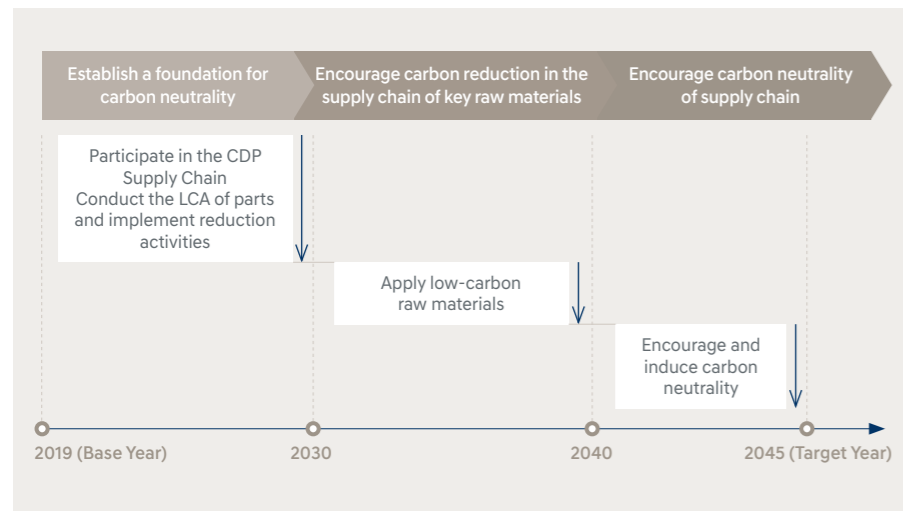 Establish a foundation for
carbon neutrality
Encourage carbon reduction in the
supply chain of key raw materials
Encourage carbon neutrality
of supply chain
Participate in the CDP
Supply Chain
Conduct the LCA of parts
and implement reduction
activities
Apply low-carbon
raw materials
Encourage and
induce carbon
neutrality
2019 (Base Year)
2030
2040
2045 (Target Year)